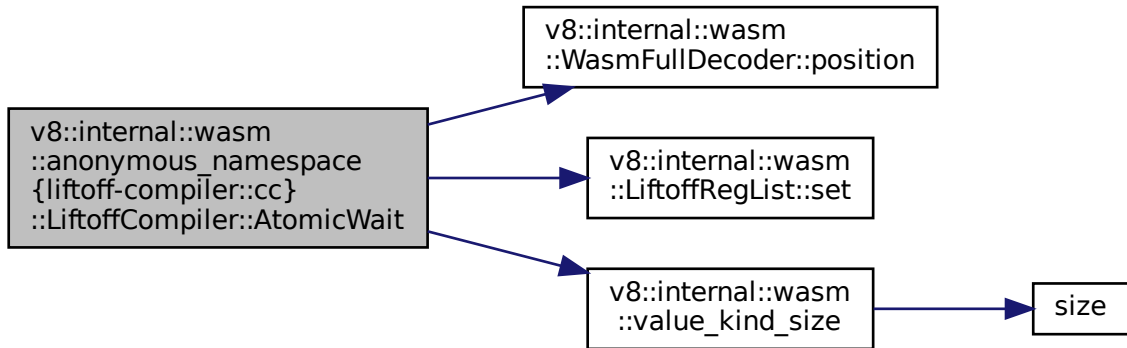 v8::internal::wasm
::anonymous_namespace
{liftoff-compiler::cc}
::LiftoffCompiler::AtomicWait
v8::internal::wasm
::WasmFullDecoder::position
v8::internal::wasm
::LiftoffRegList::set
v8::internal::wasm
::value_kind_size
size